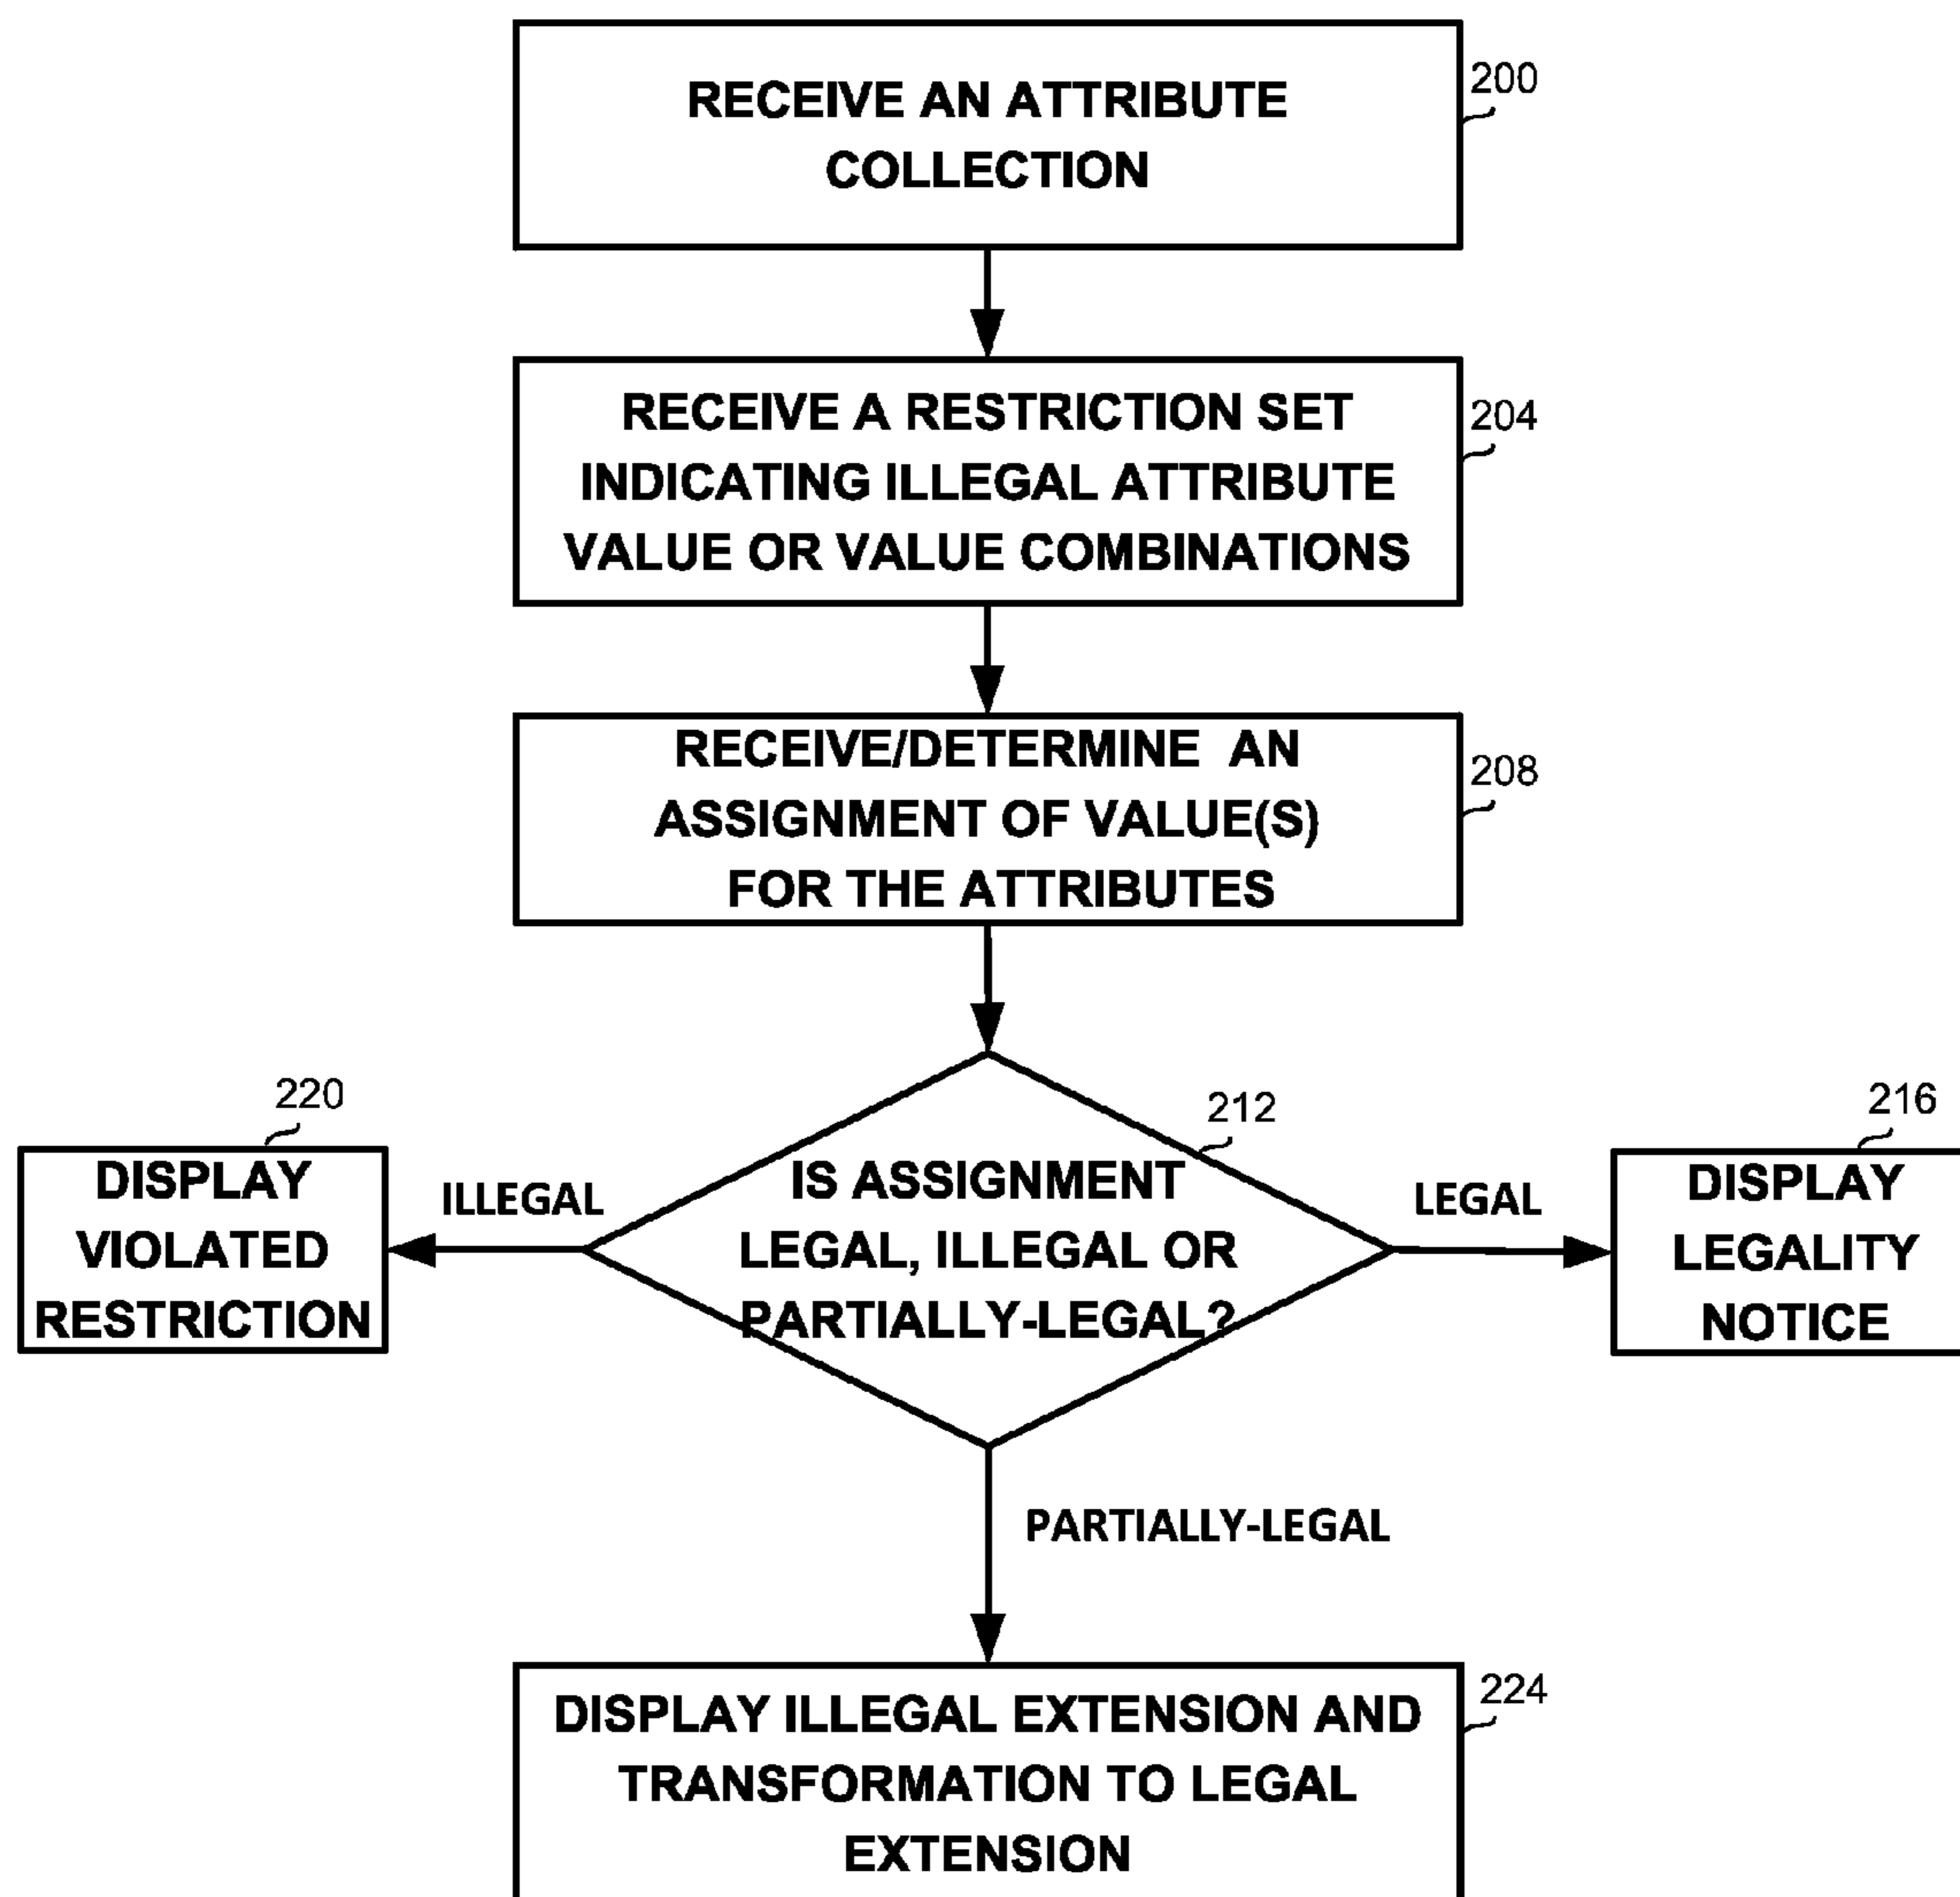 RECEIVE AN ATTRIBUTE
COLLECTION
200
RECEIVE A RESTRICTION SET
INDICATING ILLEGAL ATTRIBUTE
VALUE OR VALUE COMBINATIONS
204
RECEIVE/DETERMINE AN
ASSIGNMENT OF VALUE(S)
FOR THE ATTRIBUTES
208
212
IS ASSIGNMENT
LEGAL, ILLEGAL OR
PARTIALLY-LEGAL?
ILLEGAL
220
DISPLAY
VIOLATED
RESTRICTION
LEGAL
216
DISPLAY
LEGALITY
NOTICE
PARTIALLY-LEGAL
224
DISPLAY ILLEGAL EXTENSION AND
TRANSFORMATION TO LEGAL
EXTENSION